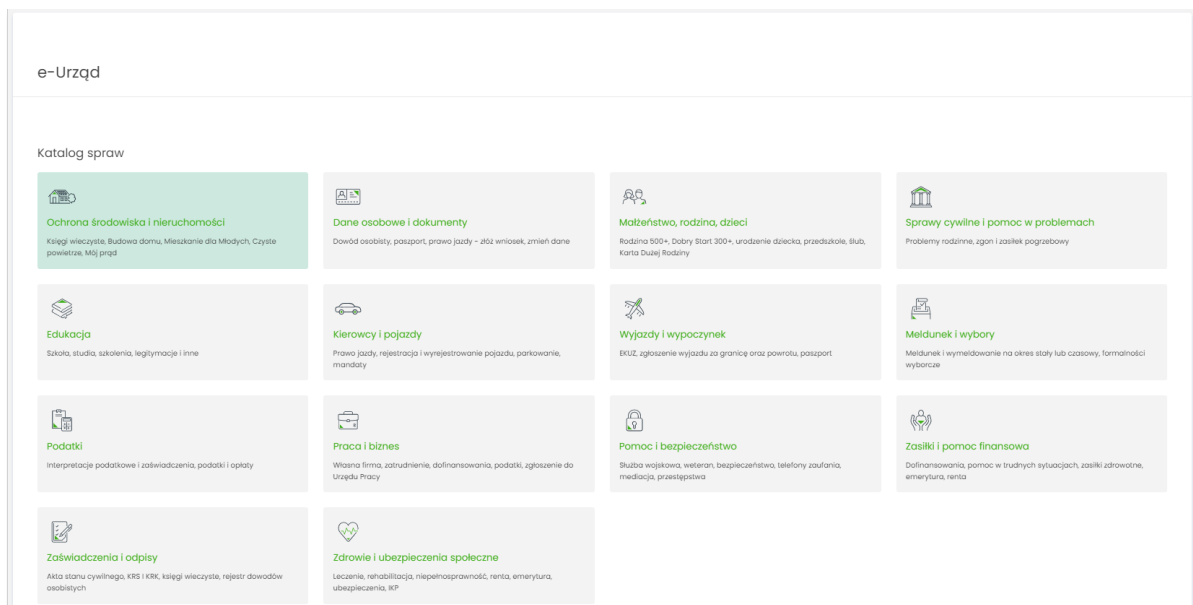 e-Urząd
Katalog spraw
Ochrona środowiska i nieruchomości
Księgi wieczyste, Budowa domu, Mieszkanie dla Młodych, Czyste
powietrze, Mój prąd
Dane osobowe i dokumenty
Dowód osobisty, paszport, prawo jazdy - złóż wniosek, zmień dane
Małżeństwo, rodzina, dzieci
Rodzina 500+, Dobry Start 300+, urodzenie dziecka, przedszkole, ślub,
Karta Dużej Rodziny
Sprawy cywilne i pomoc w problemach
Problemy rodzinne, zgon i zasiłek pogrzebowy
Edukacja
Szkoła, studia, szkolenia, legitymacje i inne
Kierowcy i pojazdy
Prawo jazdy, rejestracja i wyrejestrowanie pojazdu, parkowanie,
mandaty
Wyjazdy i wypoczynek
EKUZ, zgłoszenie wyjazdu za granicę oraz powrotu, paszport
Meldunek i wybory
Meldunek i wymeldowanie na okres stały lub czasowy, formalności
wyborcze
Podatki
Interpretacje podatkowe i zaświadczenia, podatki i opłaty
Praca i biznes
Własna firma, zatrudnienie, dofinansowania, podatki, zgłoszenie do
Urzędu Pracy
Pomoc i bezpieczeństwo
Służba wojskowa, weteran, bezpieczeństwo, telefony zaufania,
mediacja, przestępstwa
Zasiłki i pomoc finansowa
Dofinansowania, pomoc w trudnych sytuacjach, zasiłki zdrowotne,
emerytura, renta
Zaświadczenia i odpisy
Akta stanu cywilnego, KRS I KRK, księgi wieczyste, rejestr dowodów
osobistych
Zdrowie i ubezpieczenia społeczne
Leczenie, rehabilitacja, niepełnosprawność, renta, emerytura,
ubezpieczenia, IKP